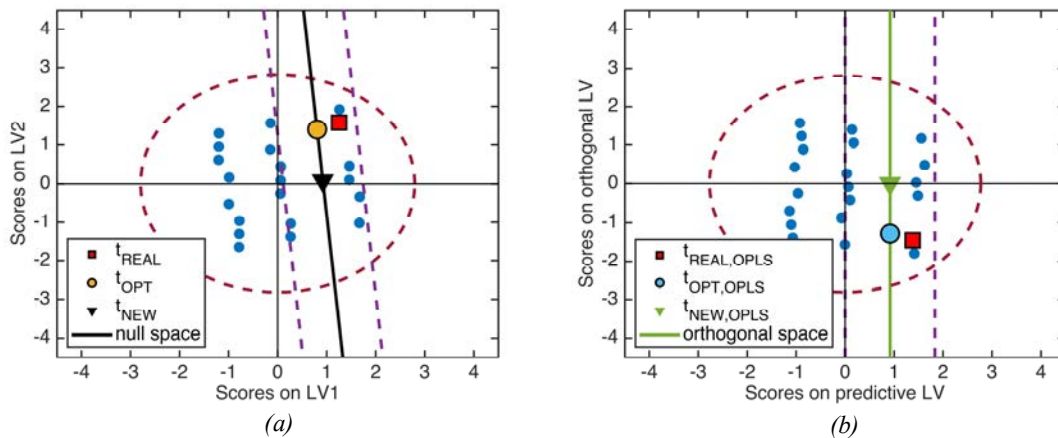 4
3
2
1
0
-1
-2
-3
-4
Scores on LV2
t_REAL
t_OPT
t_NEW
null space
-4 -3 -2 -1 0 1 2 3 4
Scores on LV1
(a)
4
3
2
1
0
-1
-2
-3
-4
Scores on orthogonal LV
t_REAL,OPLS
t_OPT,OPLS
t_NEW,OPLS
orthogonal space
-4 -3 -2 -1 0 1 2 3 4
Scores on predictive LV
(b)